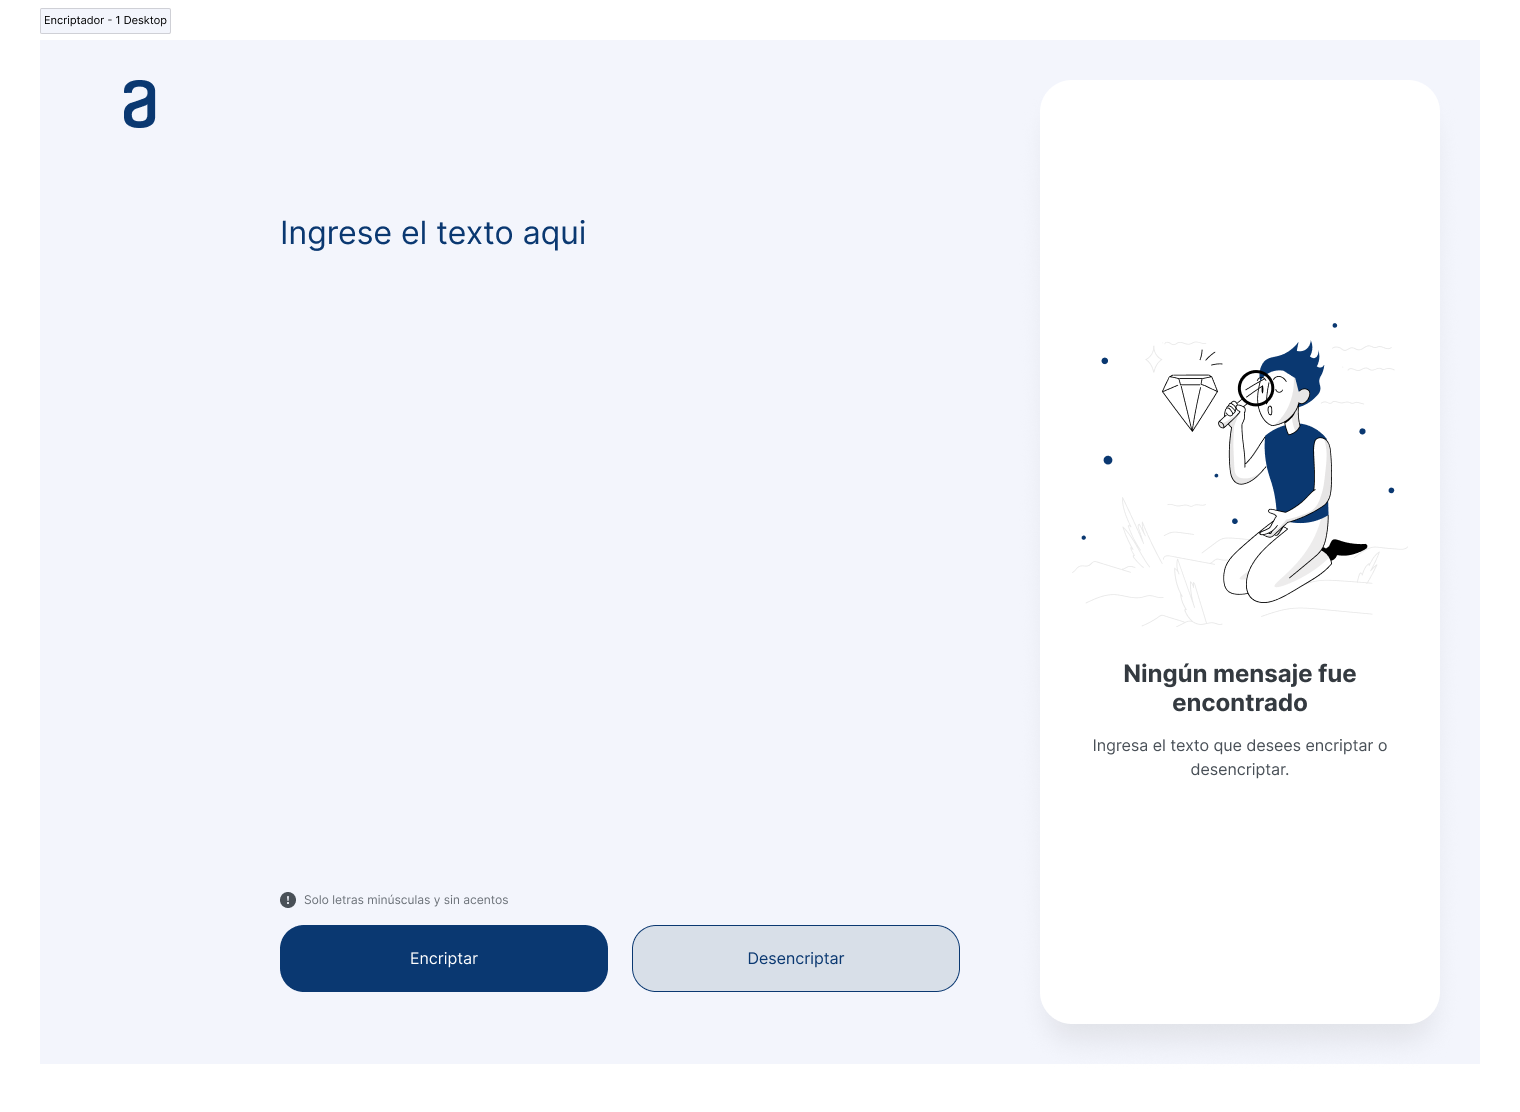 Encriptador - 1 Desktop
a
Ingrese el texto aqui
Ningún mensaje fue
encontrado
Ingresa el texto que desees encriptar o
desencriptar.
Solo letras minúsculas y sin acentos
Encriptar
Desencriptar